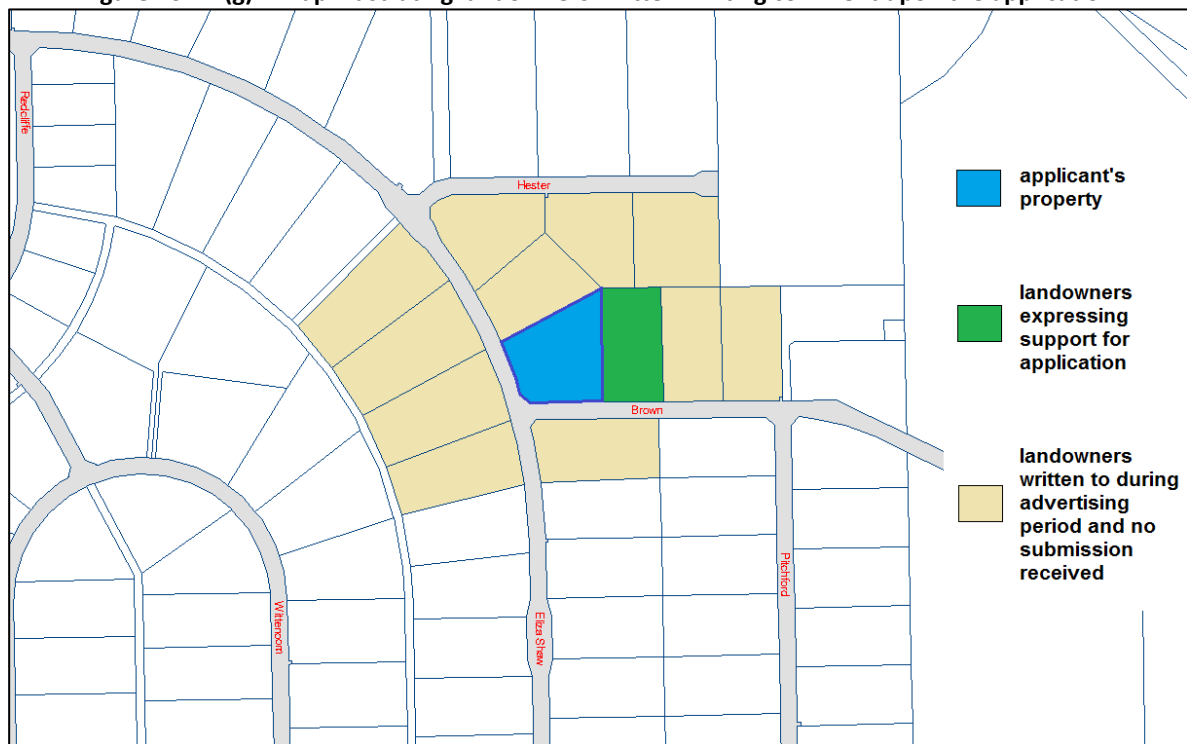 Redcliffe
Hester
applicant's
property
landowners
expressing
support for
application
Brown
landowners
written to during
advertising
period and no
submission
received
Pitchford
Wittenoom
Eliza Shaw